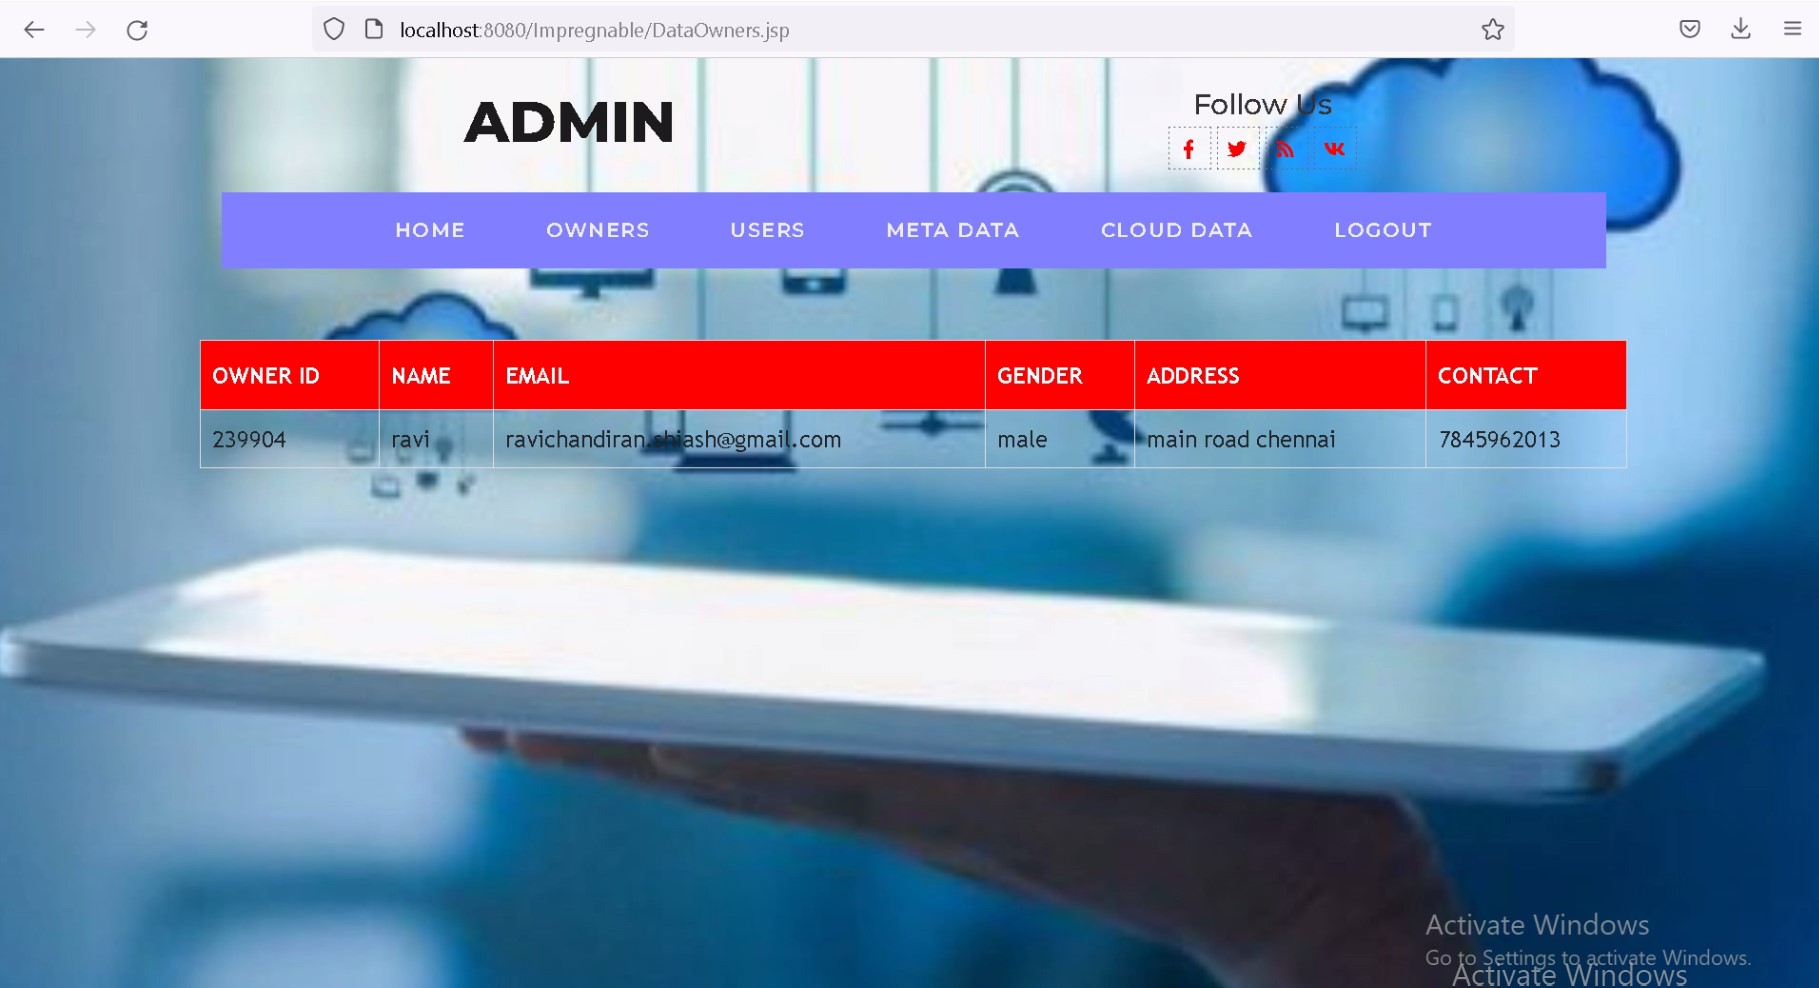 localhost:8080/Impregnable/DataOwners.jsp
ADMIN
Follow Us
HOME OWNERS USERS META DATA CLOUD DATA LOGOUT
OWNER ID NAME EMAIL GENDER ADDRESS CONTACT
239904 ravi ravichandiran.shiash@gmail.com male main road chennai 7845962013
Activate Windows
Go to Settings to activate Windows.
Activate Windows